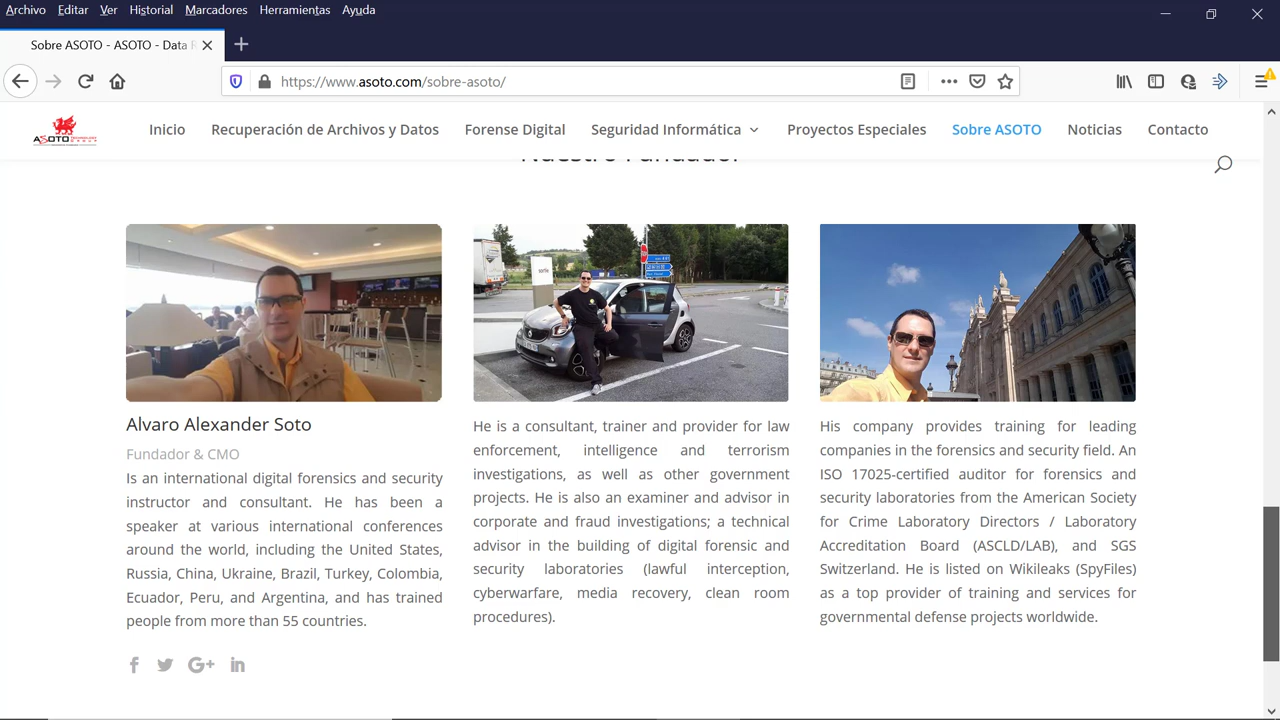 Archivo Editar Ver Historial Marcadores Herramientas Ayuda
Sobre ASOTO - ASOTO - Data
https://www.asoto.com/sobre-asoto/
ASOTO
Inicio Recuperación de Archivos y Datos Forense Digital Seguridad Informática Proyectos Especiales Sobre ASOTO Noticias Contacto
Nuestro Fundador
Alvaro Alexander Soto
Fundador & CMO
Is an international digital forensics and security
instructor and consultant. He has been a
speaker at various international conferences
around the world, including the United States,
Russia, China, Ukraine, Brazil, Turkey, Colombia,
Ecuador, Peru, and Argentina, and has trained
people from more than 55 countries.
He is a consultant, trainer and provider for law
enforcement, intelligence and terrorism
investigations, as well as other government
projects. He is also an examiner and advisor in
corporate and fraud investigations; a technical
advisor in the building of digital forensic and
security laboratories (lawful interception,
cyberwarfare, media recovery, clean room
procedures).
His company provides training for leading
companies in the forensics and security field. An
ISO 17025-certified auditor for forensics and
security laboratories from the American Society
for Crime Laboratory Directors / Laboratory
Accreditation Board (ASCLD/LAB), and SGS
Switzerland. He is listed on Wikileaks (SpyFiles)
as a top provider of training and services for
governmental defense projects worldwide.